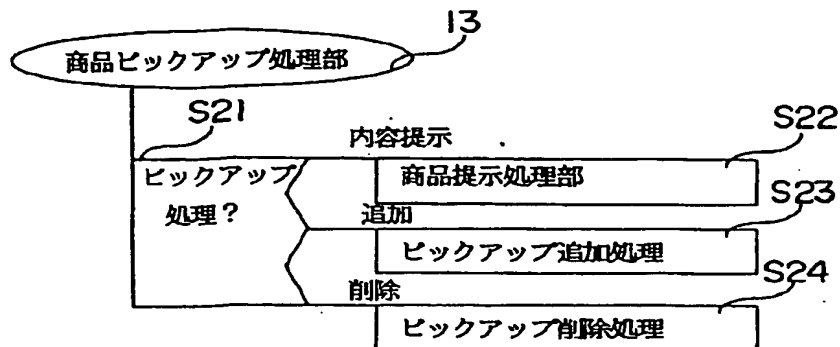 13
商品ピックアップ処理部
S21
内容提示
S22
ピックアップ
処理?
商品提示処理部
S23
追加
ピックアップ追加処理
S24
削除
ピックアップ削除処理